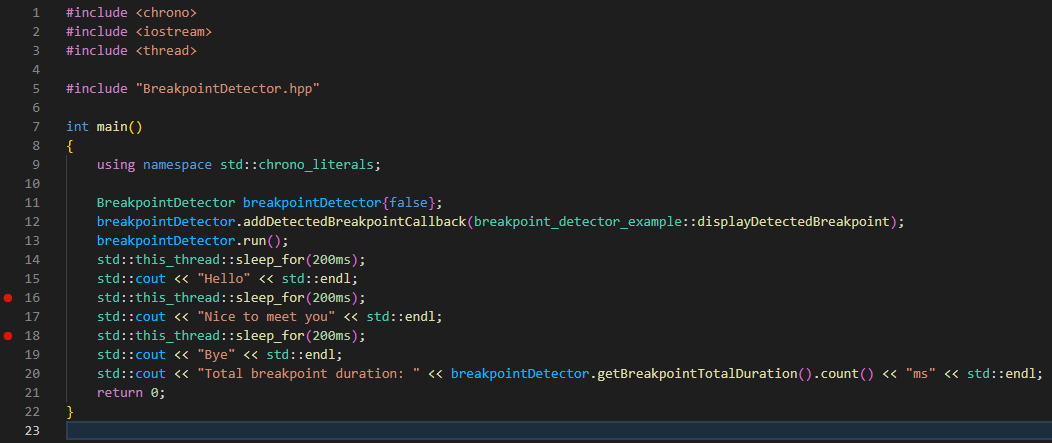 1 #include <chrono>
2 #include <iostream>
3 #include <thread>
4
5 #include "BreakpointDetector.hpp"
6
7 int main()
8 {
9     using namespace std::chrono_literals;
10
11     BreakpointDetector breakpointDetector{false};
12     breakpointDetector.addDetectedBreakpointCallback(breakpoint_detector_example::displayDetectedBreakpoint);
13     breakpointDetector.run();
14     std::this_thread::sleep_for(200ms);
15     std::cout << "Hello" << std::endl;
16     std::this_thread::sleep_for(200ms);
17     std::cout << "Nice to meet you" << std::endl;
18     std::this_thread::sleep_for(200ms);
19     std::cout << "Bye" << std::endl;
20     std::cout << "Total breakpoint duration: " << breakpointDetector.getBreakpointTotalDuration().count() << "ms" << std::endl;
21     return 0;
22 }
23